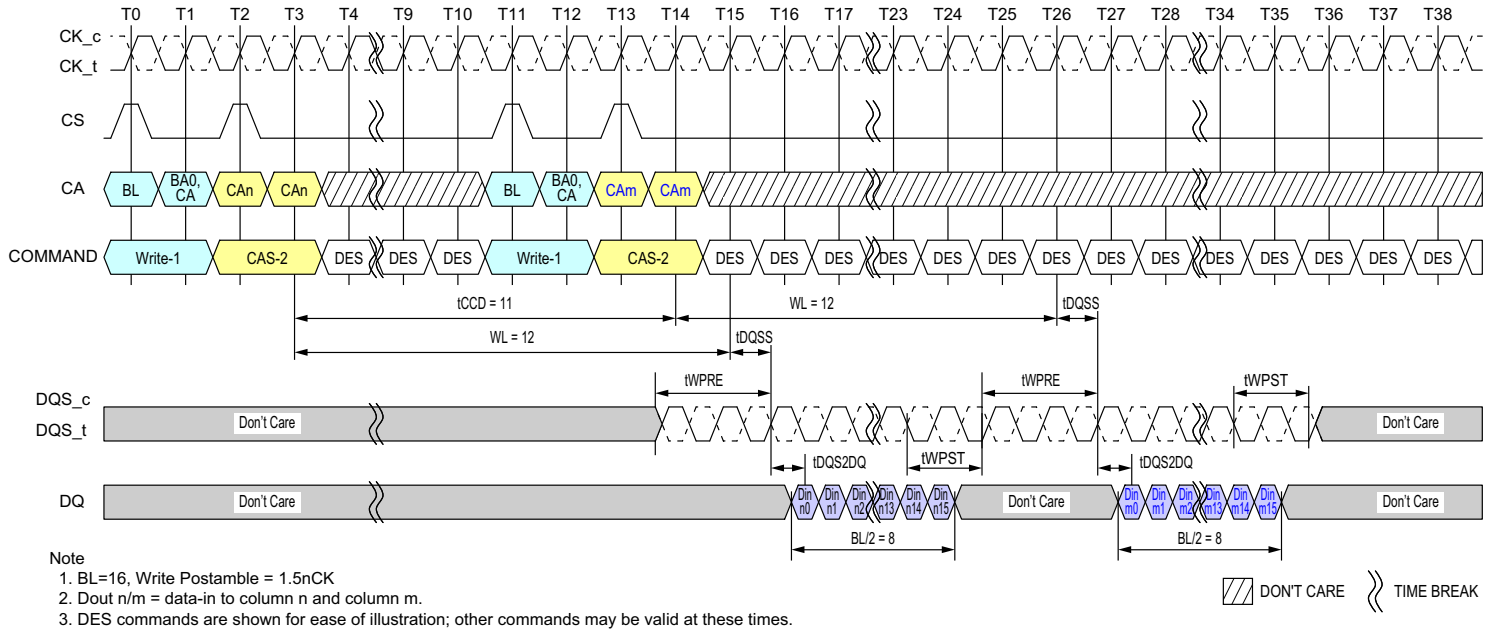 T0 T1 T2 T3 T4 T9 T10 T11 T12 T13 T14 T15 T16 T17 T23 T24 T25 T26 T27 T28 T34 T35 T36 T37 T38
CK_c
CK_t
CS
CA BL BA0, CA CAn CAn BL BA0, CA CAm CAm
COMMAND Write-1 CAS-2 DES DES DES Write-1 CAS-2 DES DES DES DES DES DES DES DES DES DES DES DES DES DES
tCCD = 11 WL = 12 tDQSS
WL = 12 tDQSS
tWPRE tWPRE tWPST
DQS_c
DQS_t
Don't Care Don't Care
tDQS2DQ tWPST tDQS2DQ
DQ Don't Care Din n0 Din n1 Din n2 Din n13 Din n14 Din n15 Don't Care Din m0 Din m1 Din m2 Din m13 Din m14 Din m15 Don't Care
BL/2 = 8 BL/2 = 8
Note
1. BL=16, Write Postamble = 1.5nCK
2. Dout n/m = data-in to column n and column m.
3. DES commands are shown for ease of illustration; other commands may be valid at these times.
DON'T CARE TIME BREAK